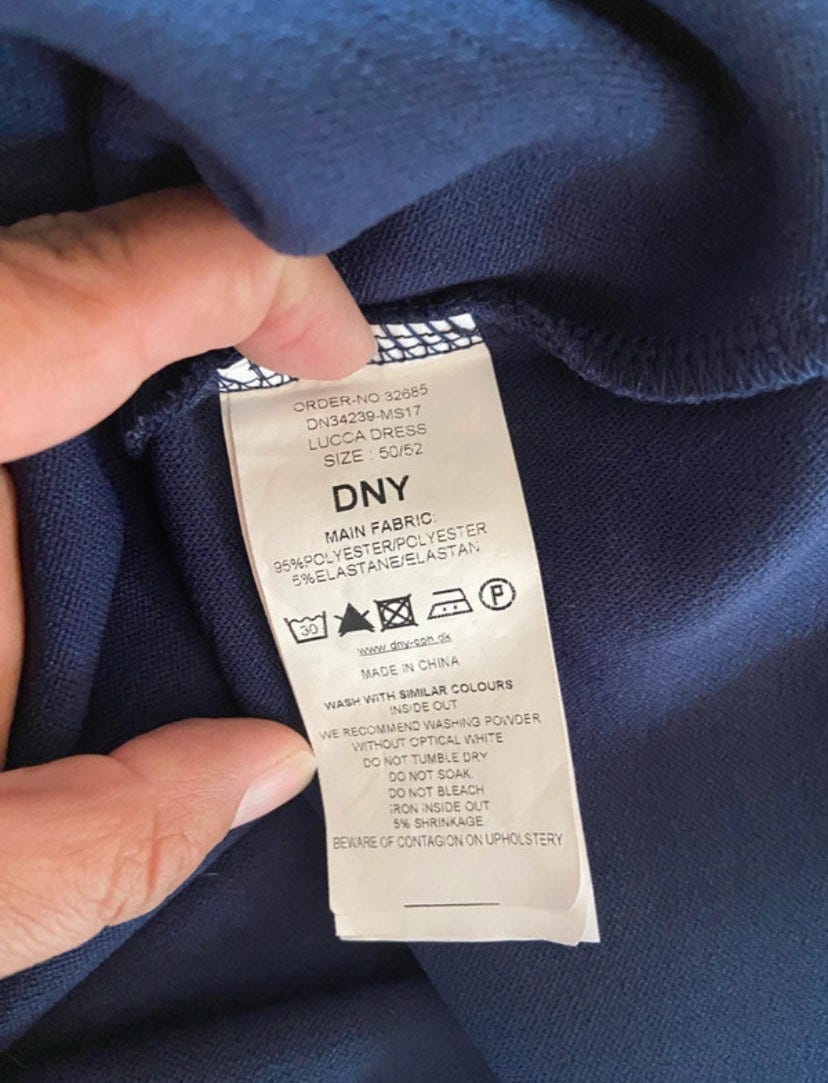 ORDER-NO:32685
DN34239-MS17
LUCCA DRESS
SIZE : 50/52
DNY
MAIN FABRIC:
95%POLYESTER/POLYESTER
5%ELASTANE/ELASTAN
30 P
www.dny-cph.dk
MADE IN CHINA
WASH WITH SIMILAR COLOURS
INSIDE OUT
WE RECOMMEND WASHING POWDER
WITHOUT OPTICAL WHITE
DO NOT TUMBLE DRY
DO NOT SOAK.
DO NOT BLEACH
IRON INSIDE OUT
5% SHRINKAGE
BEWARE OF CONTAGION ON UPHOLSTERY